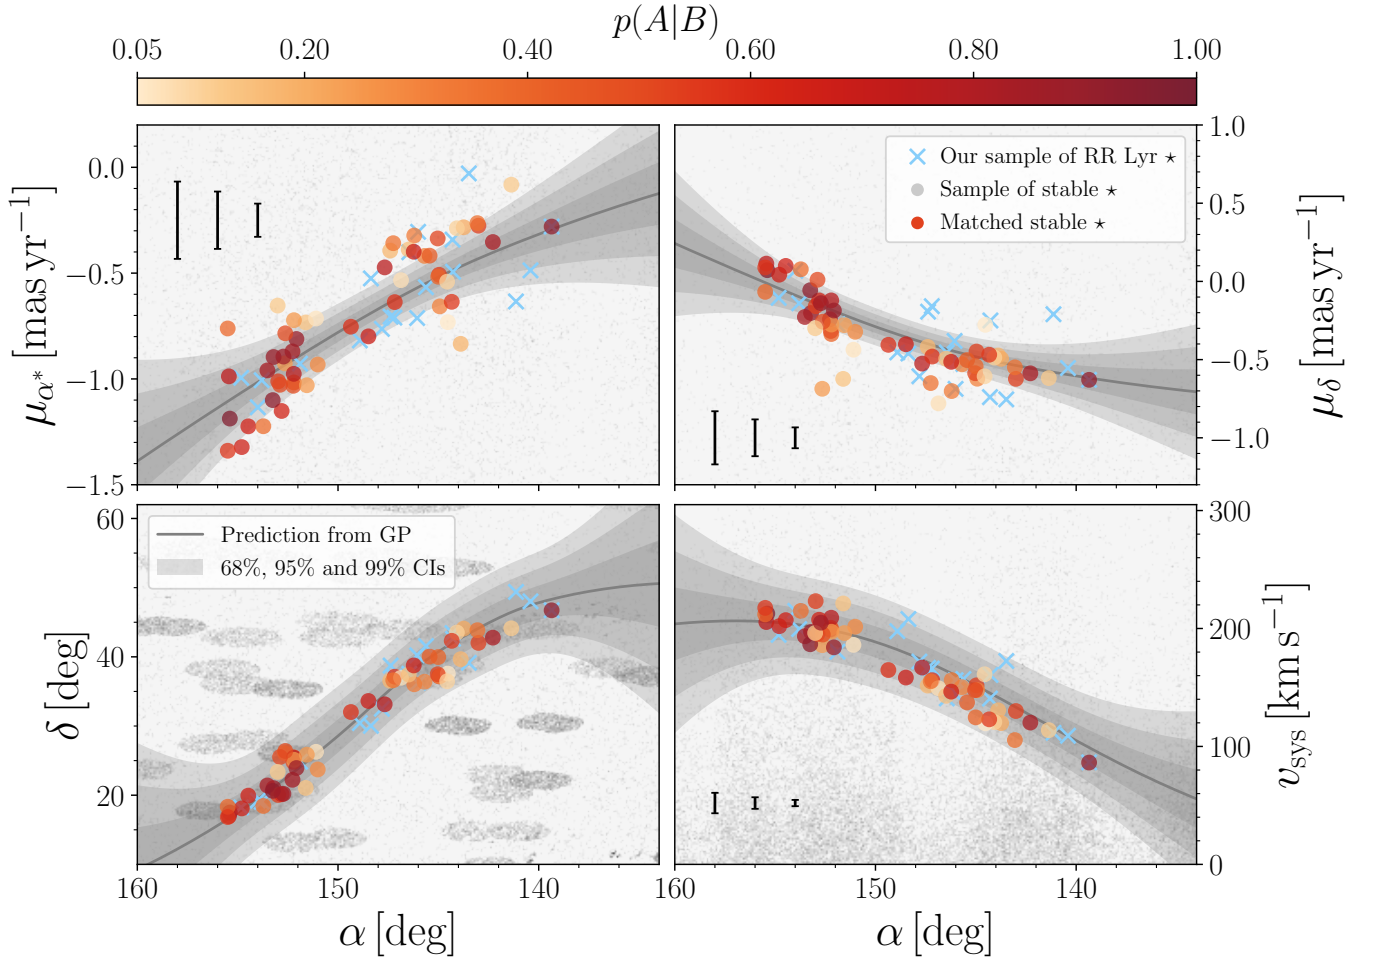 p(A|B)
0.05 0.20 0.40 0.60 0.80 1.00
0.0
−0.5
−1.0
−1.5
μα* [mas yr−1]
Our sample of RR Lyr ⋆
Sample of stable ⋆
Matched stable ⋆
1.0
0.5
0.0
−0.5
−1.0
μδ [mas yr−1]
Prediction from GP
68%, 95% and 99% CIs
60
40
20
δ [deg]
160 150 140
α [deg]
300
200
100
0
vsys [km s−1]
160 150 140
α [deg]